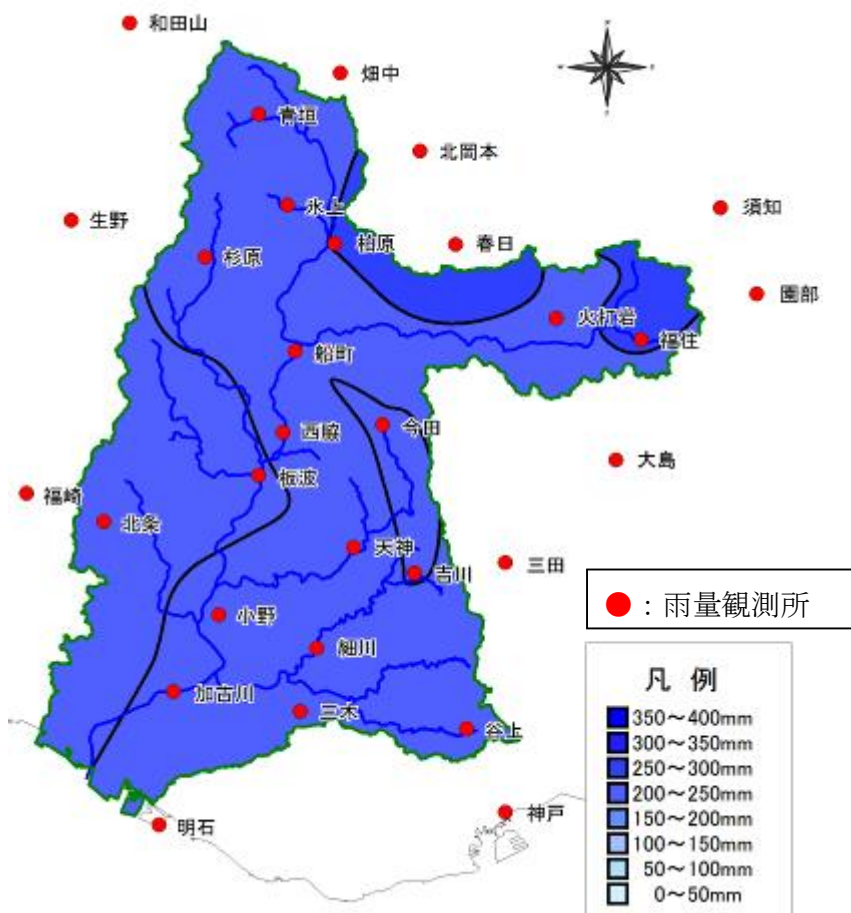 和田山
畑中
青垣
北岡本
氷上
須知
生野
柏原
春日
杉原
園部
火打岩
福住
船町
今田
西脇
大島
板波
福崎
北条
天神
三田
吉川
●：雨量観測所
小野
細川
凡 例
加古川
三木
谷上
350～400mm
300～350mm
250～300mm
200～250mm
150～200mm
100～150mm
50～100mm
0～50mm
神戸
明石